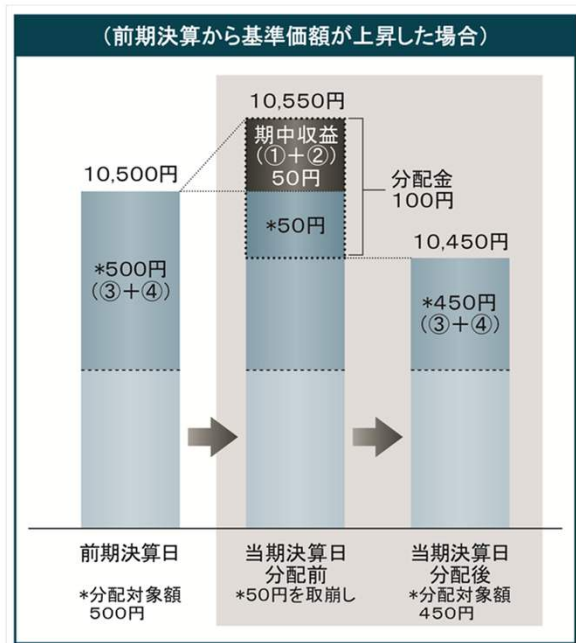 (前期決算から基準価額が上昇した場合)
10,550円
期中収益
(①+②)
50円
10,500円
分配金
100円
*50円
10,450円
*500円
(③+④)
*450円
(③+④)
前期決算日
*分配対象額
500円
当期決算日
分配前
*50円を取崩し
当期決算日
分配後
*分配対象額
450円